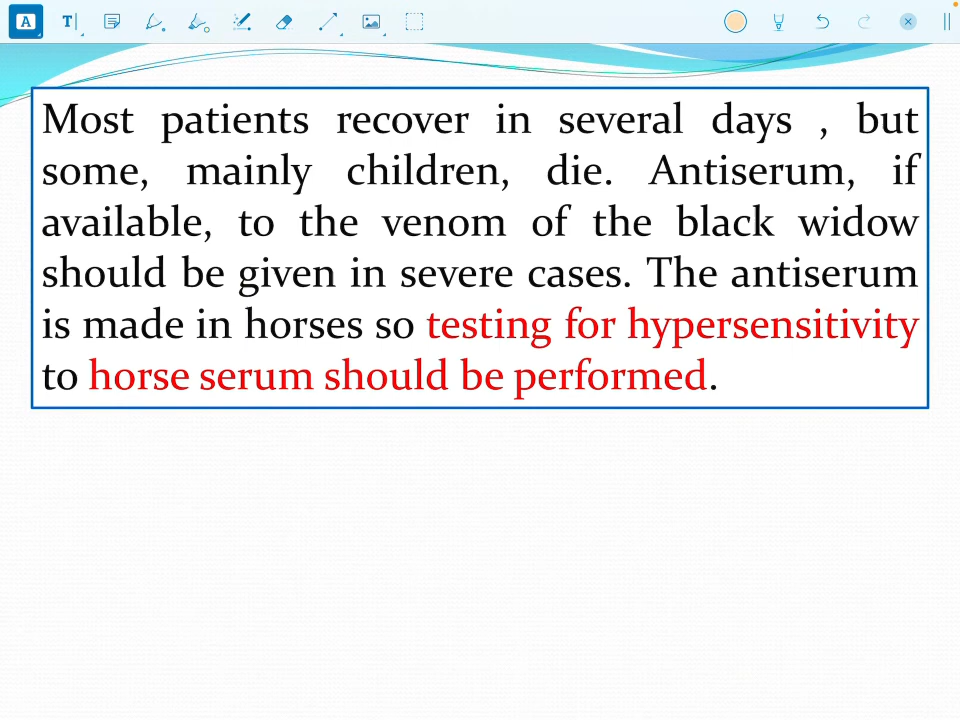 Most patients recover in several days , but
some, mainly children, die. Antiserum, if
available, to the venom of the black widow
should be given in severe cases. The antiserum
is made in horses so testing for hypersensitivity
to horse serum should be performed.